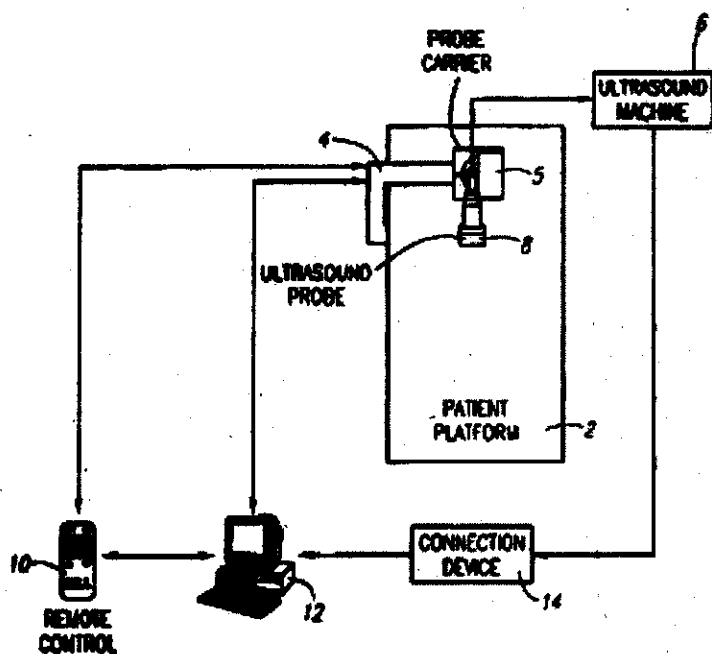 PROBE
CARRIER
6
ULTRASOUND
MACHINE
4
5
8
ULTRASOUND
PROBE
PATIENT
PLATFORM
2
10
REMOTE
CONTROL
12
CONNECTION
DEVICE
14